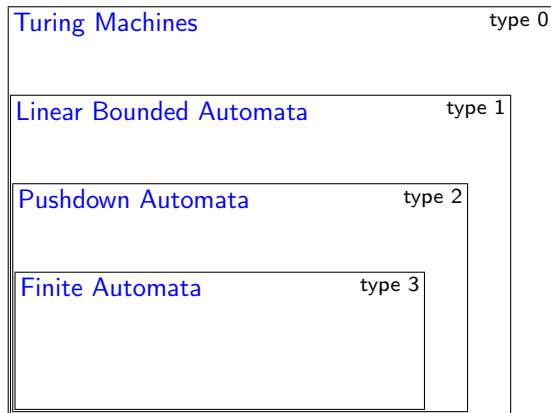 Turing Machines type 0
Linear Bounded Automata type 1
Pushdown Automata type 2
Finite Automata type 3